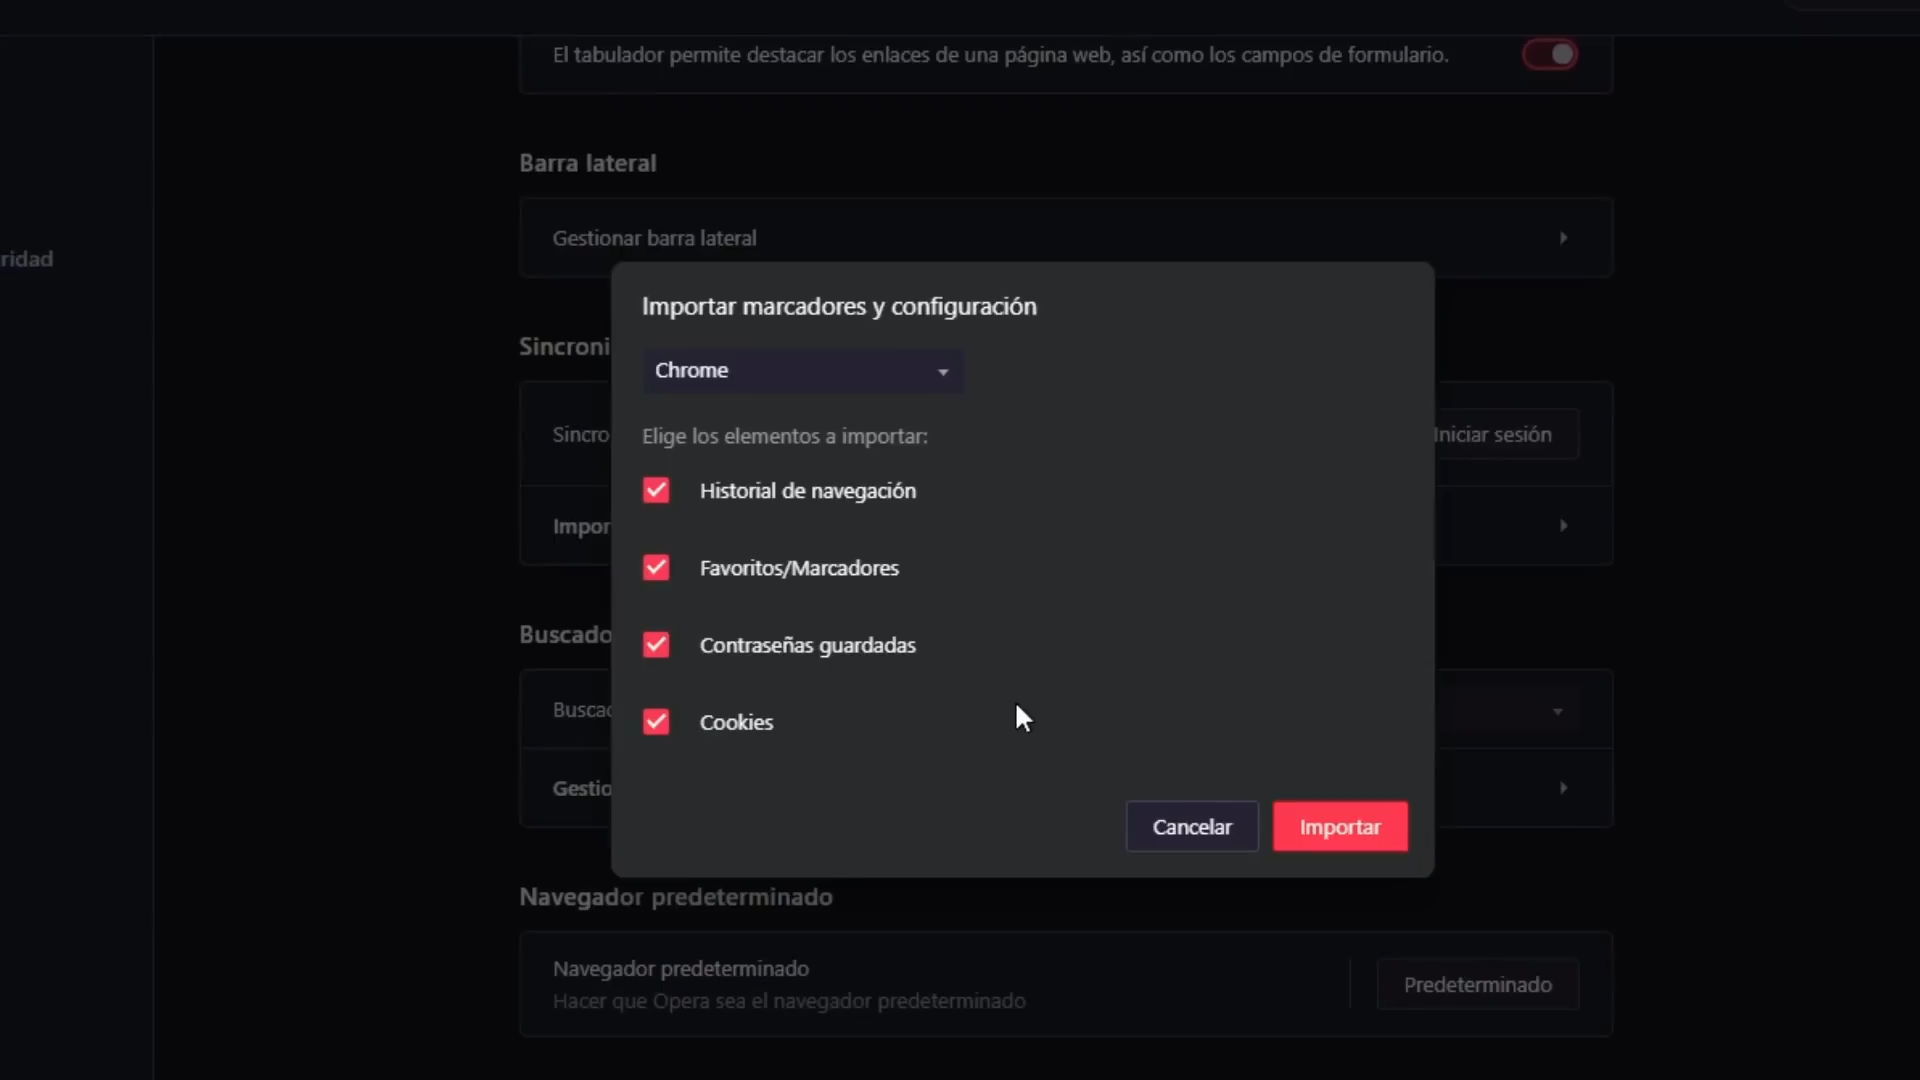 El tabulador permite destacar los enlaces de una página web, así como los campos de formulario.
Barra lateral
Gestionar barra lateral
ridad
Importar marcadores y configuración
Sincroni
Chrome
Sincro
Elige los elementos a importar:
Iniciar sesión
Historial de navegación
Impor
Favoritos/Marcadores
Buscado
Contraseñas guardadas
Buscad
Cookies
Gestio
Cancelar
Importar
Navegador predeterminado
Navegador predeterminado
Hacer que Opera sea el navegador predeterminado
Predeterminado